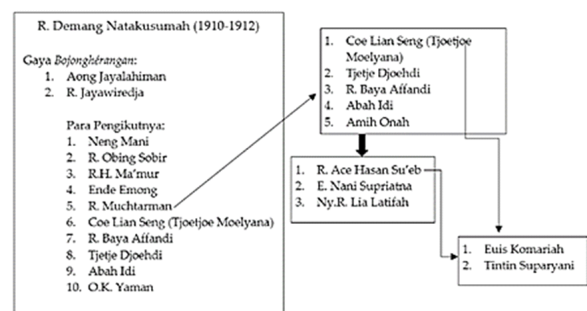 R. Demang Natakusumah (1910-1912)
Gaya Bojonghérangan:
1. Aong Jayalahiman
2. R. Jayawiredja
Para Pengikutnya:
1. Neng Mani
2. R. Obing Sobir
3. R.H. Ma'mur
4. Ende Emong
5. R. Muchtarman
6. Coe Lian Seng (Tjoetjoe Moelyana)
7. R. Baya Affandi
8. Tjetje Djoehdi
9. Abah Idi
10. O.K. Yaman
1. Coe Lian Seng (Tjoetjoe
Moelyana)
2. Tjetje Djoehdi
3. R. Baya Affandi
4. Abah Idi
5. Amih Onah
1. R. Ace Hasan Su'eb
2. E. Nani Supriatna
3. Ny.R. Lia Latifah
1. Euis Komariah
2. Tintin Suparyani